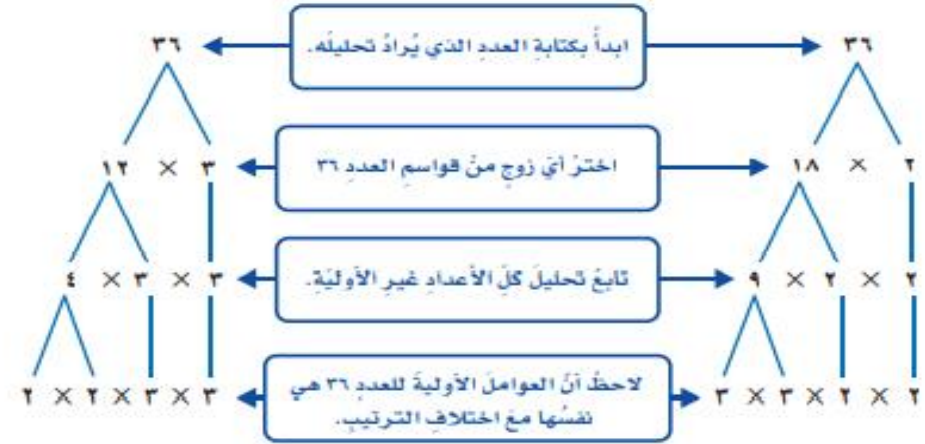 ٣٦ ابدأُ بكتابةِ العددِ الذي يُرادُ تحليلُه. ٣٦
١٨ × ٢ اخترْ أيَّ زوجٍ منْ قواسمِ العددِ ٣٦ ١٢ × ٣
٩ × ٢ × ٢ تابعْ تحليلَ كلِّ الأعدادِ غيرِ الأوليّةِ. ٤ × ٣ × ٣
٣ × ٣ × ٢ × ٢ لاحظْ أنَّ العواملَ الأوليةَ للعددِ ٣٦ هي ٢ × ٢ × ٣ × ٣
نفسُها معَ اختلافِ الترتيبِ.